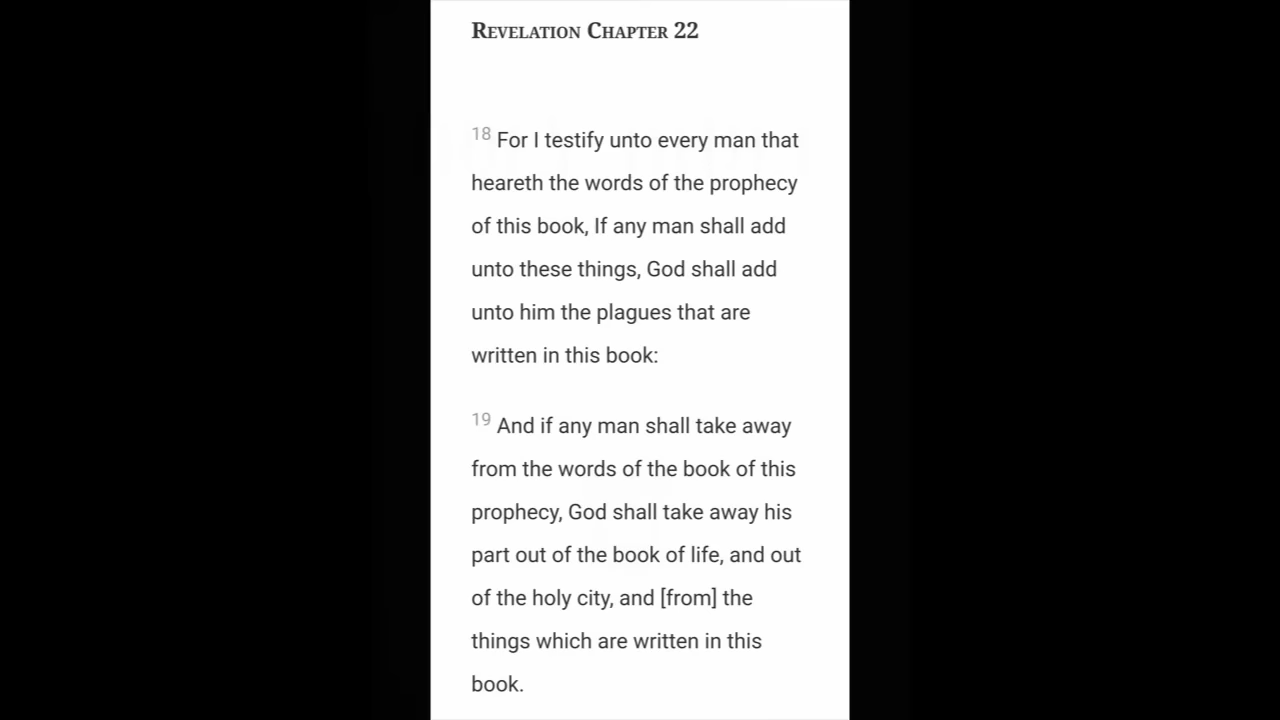 Revelation Chapter 22
18 For I testify unto every man that
heareth the words of the prophecy
of this book, If any man shall add
unto these things, God shall add
unto him the plagues that are
written in this book:
19 And if any man shall take away
from the words of the book of this
prophecy, God shall take away his
part out of the book of life, and out
of the holy city, and [from] the
things which are written in this
book.